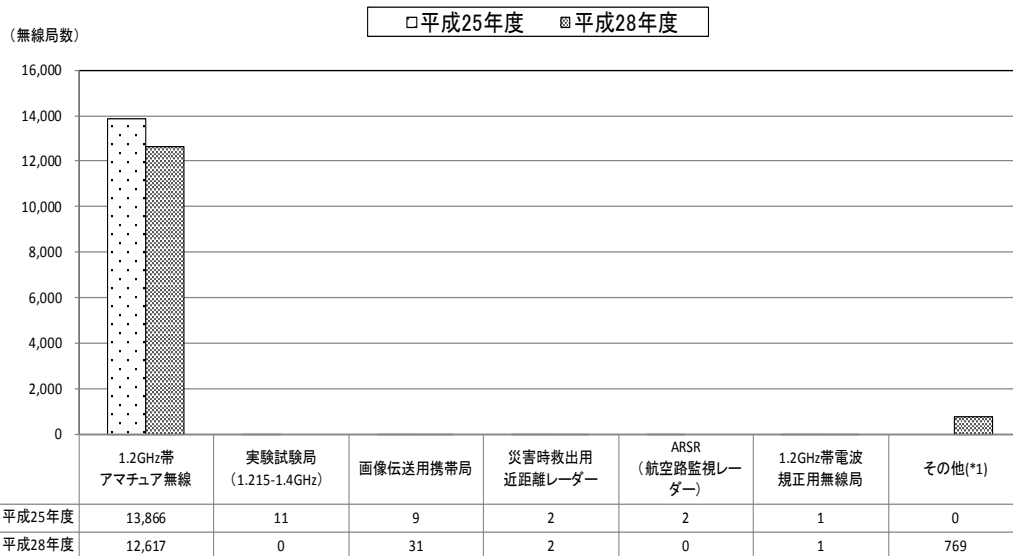 平成25年度 平成28年度
（無線局数）
16,000
14,000
12,000
10,000
8,000
6,000
4,000
2,000
0
1.2GHz帯
アマチュア無線
実験試験局
（1.215-1.4GHz）
画像伝送用携帯局
災害時救出用
近距離レーダー
ARSR
（航空路監視レー
ダー）
1.2GHz帯電波
規正用無線局
その他(*1)
平成25年度 13,866 11 9 2 2 1 0
平成28年度 12,617 0 31 2 0 1 769